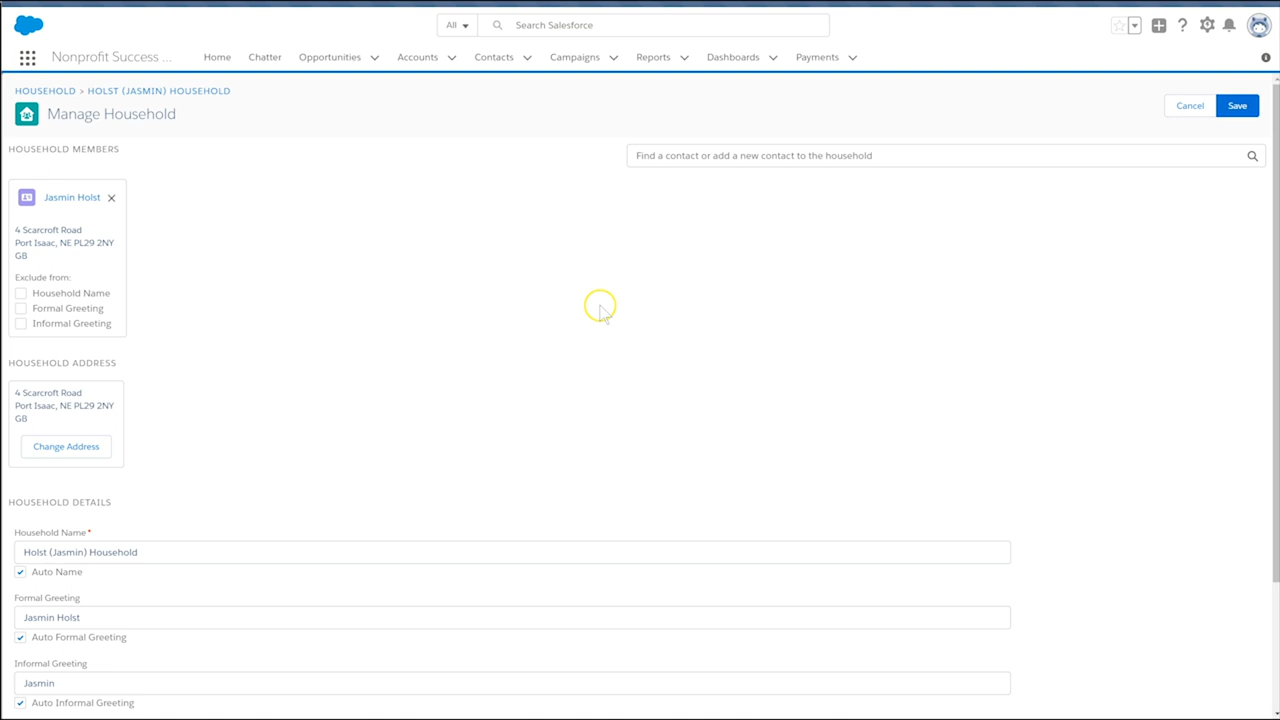 All
Search Salesforce
Nonprofit Success ...
Home
Chatter
Opportunities
Accounts
Contacts
Campaigns
Reports
Dashboards
Payments
HOUSEHOLD > HOLST (JASMIN) HOUSEHOLD
Manage Household
Cancel
Save
HOUSEHOLD MEMBERS
Find a contact or add a new contact to the household
Jasmin Holst
4 Scarcroft Road
Port Isaac, NE PL29 2NY
GB
Exclude from:
Household Name
Formal Greeting
Informal Greeting
HOUSEHOLD ADDRESS
4 Scarcroft Road
Port Isaac, NE PL29 2NY
GB
Change Address
HOUSEHOLD DETAILS
Household Name*
Holst (Jasmin) Household
Auto Name
Formal Greeting
Jasmin Holst
Auto Formal Greeting
Informal Greeting
Jasmin
Auto Informal Greeting